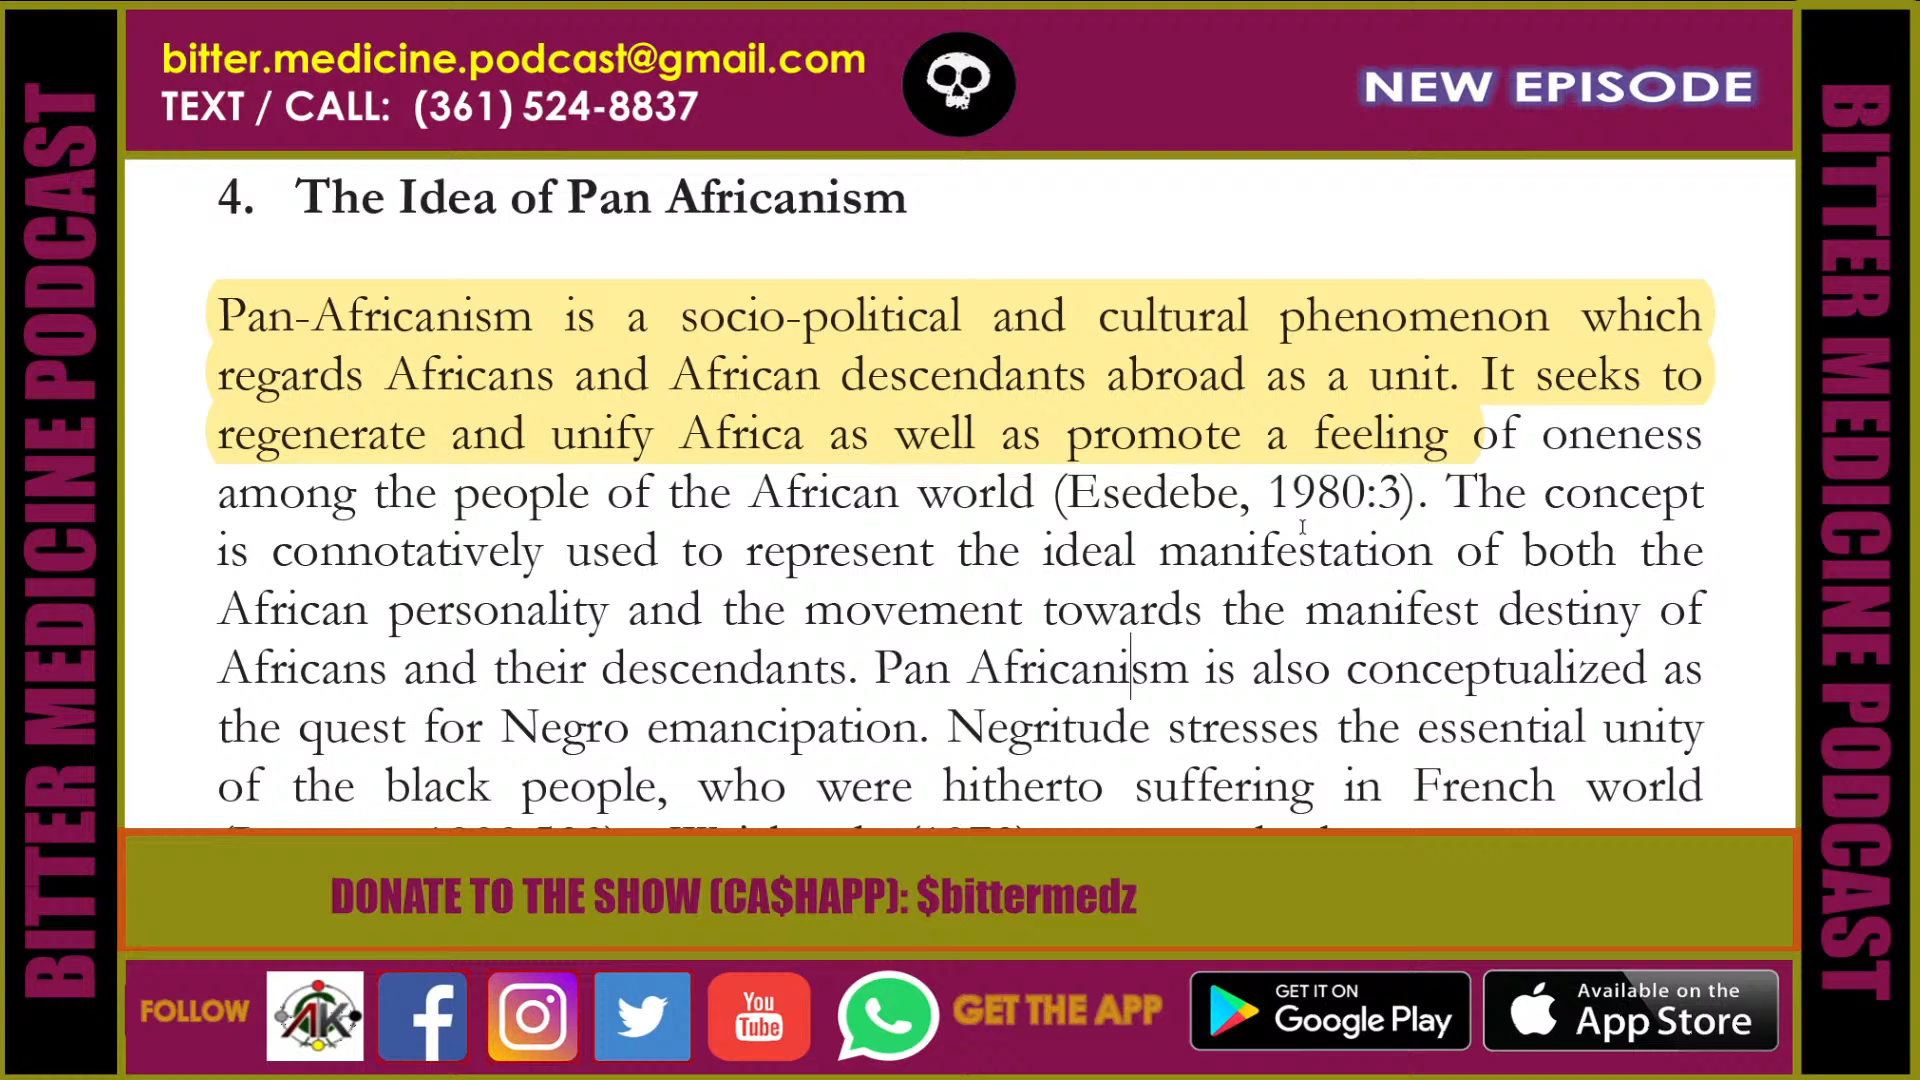 bitter.medicine.podcast@gmail.com
TEXT / CALL: (361) 524-8837
NEW EPISODE
BITTER MEDICINE PODCAST
BITTER MEDICINE PODCAST
4. The Idea of Pan Africanism
Pan-Africanism is a socio-political and cultural phenomenon which
regards Africans and African descendants abroad as a unit. It seeks to
regenerate and unify Africa as well as promote a feeling of oneness
among the people of the African world (Esedebe, 1980:3). The concept
is connotatively used to represent the ideal manifestation of both the
African personality and the movement towards the manifest destiny of
Africans and their descendants. Pan Africanism is also conceptualized as
the quest for Negro emancipation. Negritude stresses the essential unity
of the black people, who were hitherto suffering in French world
DONATE TO THE SHOW (CA$HAPP): $bittermedz
FOLLOW
AK
You
Tube
GET THE APP
GET IT ON
Google Play
Available on the
App Store